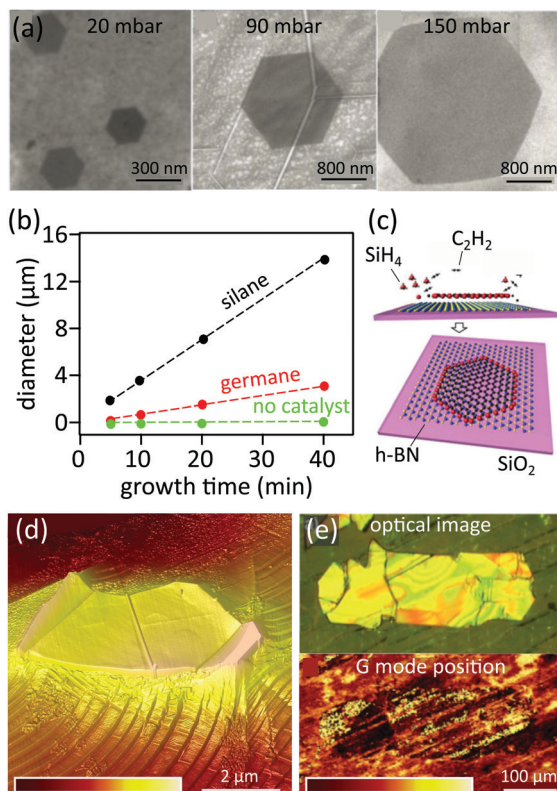 (a) 20 mbar 90 mbar 150 mbar
300 nm 800 nm 800 nm
(b) (c)
16
12
8
4
0
diameter (µm)
silane
germane
no catalyst
0 10 20 30 40
growth time (min)
C2H2
SiH4
h-BN
SiO2
(d)
2 µm
(e) optical image
G mode position
100 µm